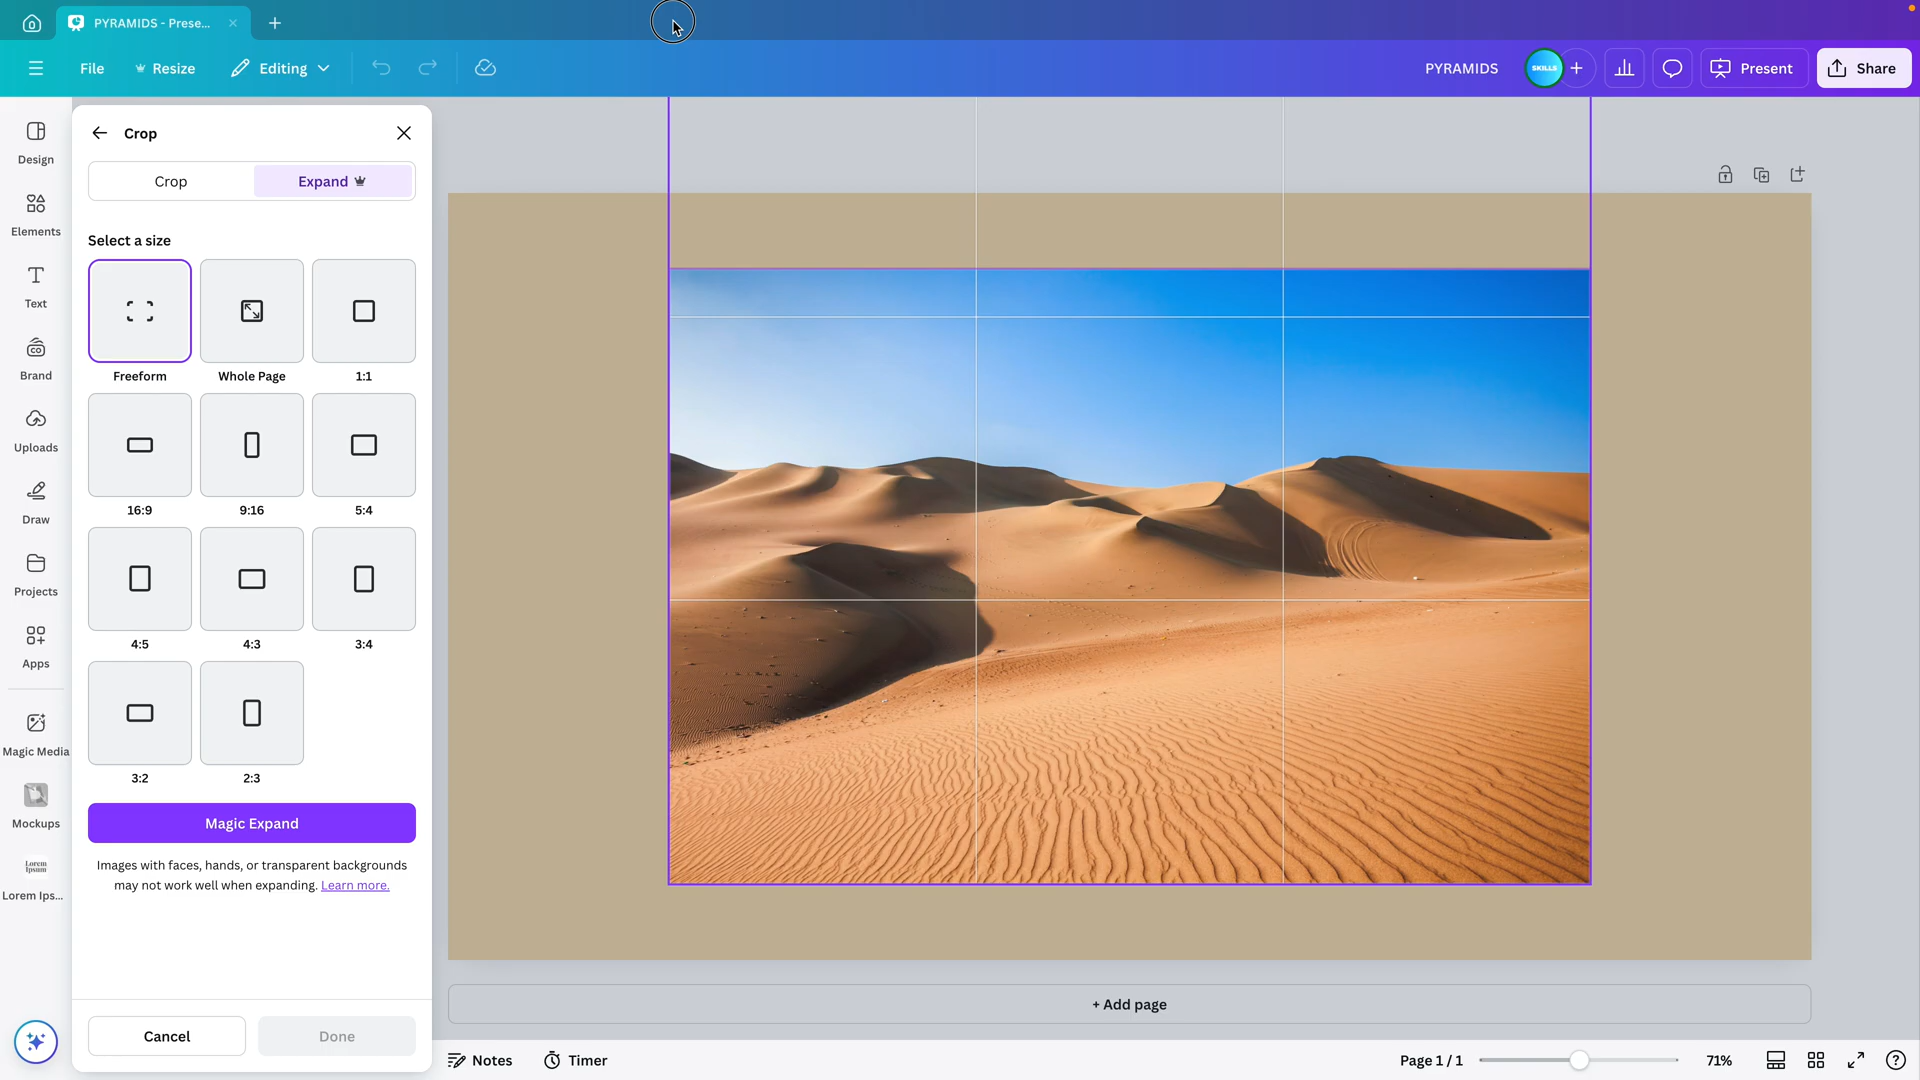 PYRAMIDS - Prese...
File
Resize
Editing
PYRAMIDS
SKILLS
Present
Share
Design
Elements
Text
Brand
Uploads
Draw
Projects
Apps
Magic Media
Mockups
Lorem
Ipsum
Lorem Ips...
Crop
Crop
Expand
Select a size
Freeform
Whole Page
1:1
16:9
9:16
5:4
4:5
4:3
3:4
3:2
2:3
Magic Expand
Images with faces, hands, or transparent backgrounds
may not work well when expanding. Learn more.
Cancel
Done
+ Add page
Notes
Timer
Page 1 / 1
71%